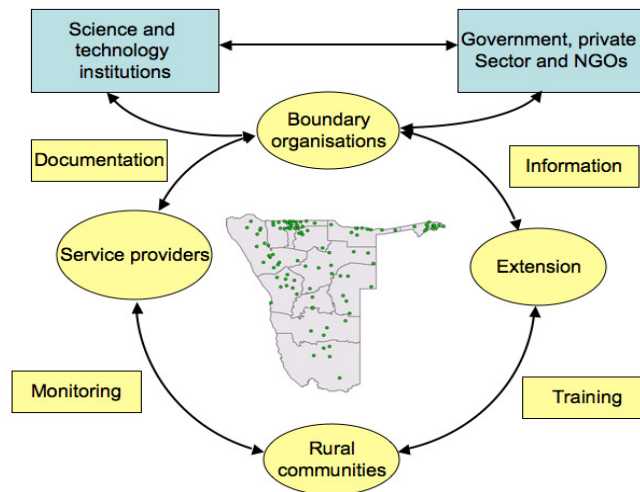 Science and
technology
institutions
Government, private
Sector and NGOs
Boundary
organisations
Documentation
Information
Service providers
Extension
Monitoring
Training
Rural
communities